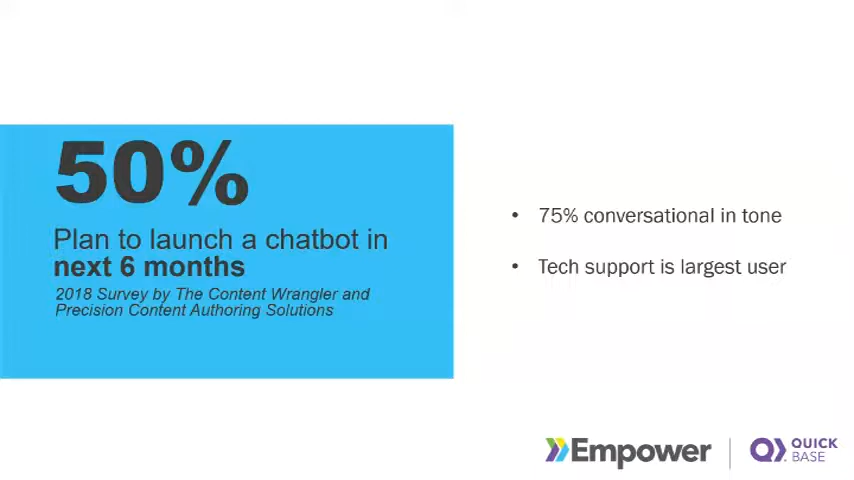 50%
Plan to launch a chatbot in
next 6 months
2018 Survey by The Content Wrangler and
Precision Content Authoring Solutions
• 75% conversational in tone
• Tech support is largest user
Empower
QUICK
BASE